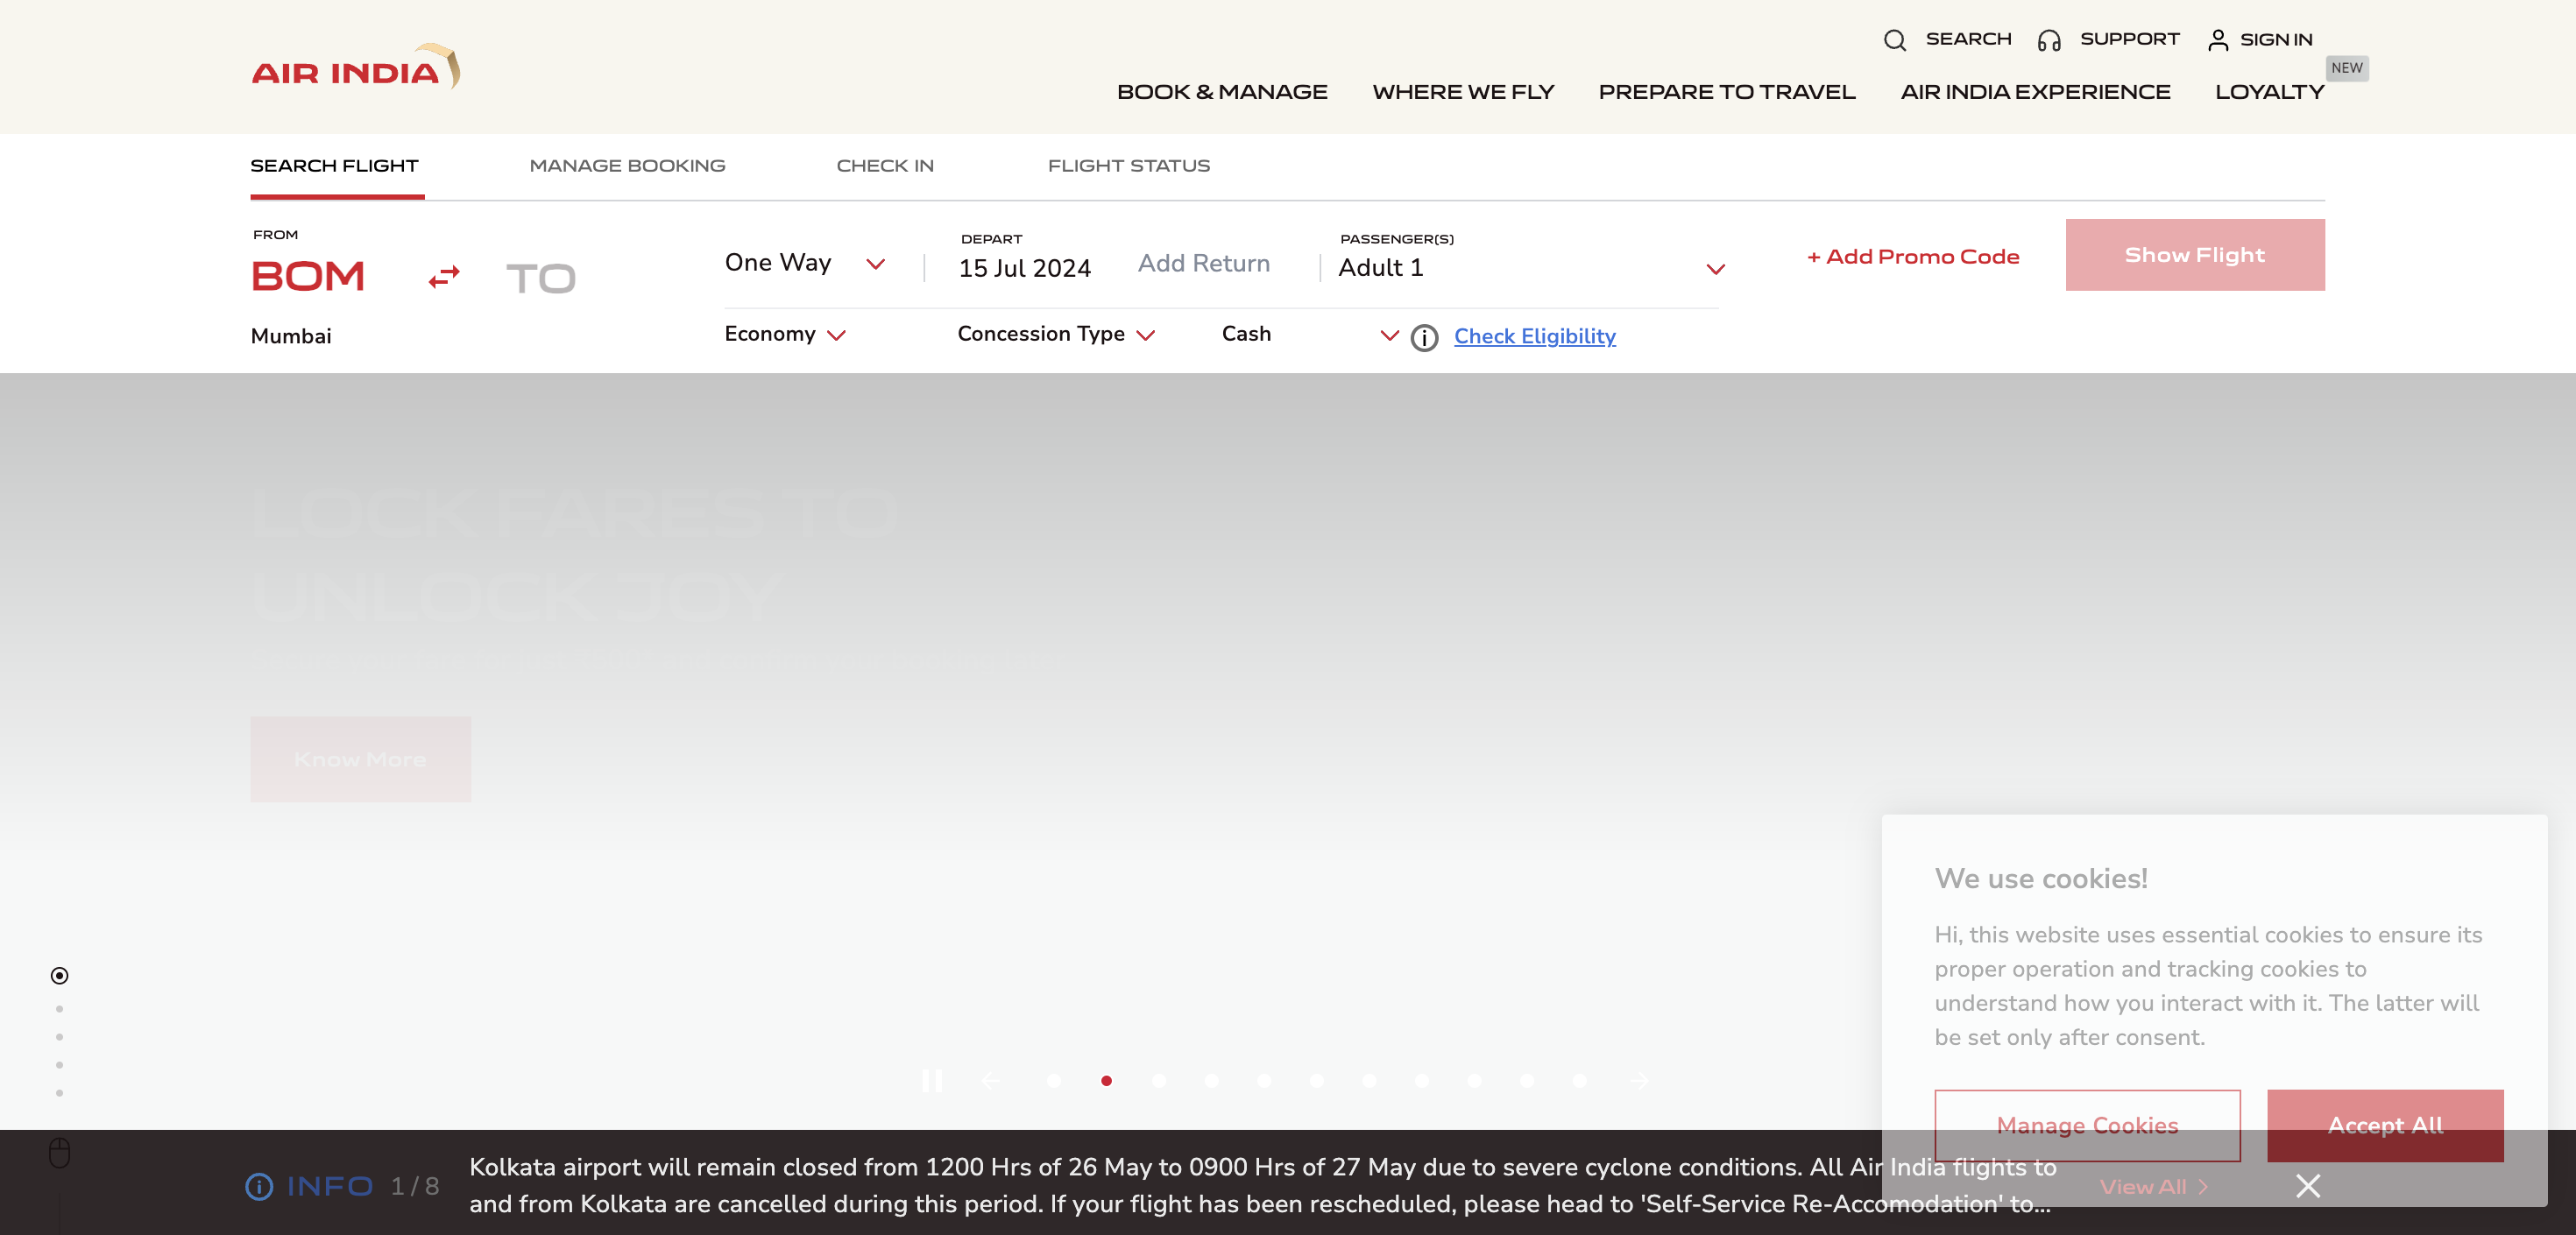 AIR INDIA
SEARCH
SUPPORT
SIGN IN
NEW
BOOK & MANAGE
WHERE WE FLY
PREPARE TO TRAVEL
AIR INDIA EXPERIENCE
LOYALTY
SEARCH FLIGHT
MANAGE BOOKING
CHECK IN
FLIGHT STATUS
FROM
BOM
TO
Mumbai
One Way
DEPART
15 Jul 2024
Add Return
PASSENGER(S)
Adult 1
+ Add Promo Code
Show Flight
Economy
Concession Type
Cash
Check Eligibility
LOCK FARES TO
UNLOCK JOY
Know More
We use cookies!
Hi, this website uses essential cookies to ensure its
proper operation and tracking cookies to
understand how you interact with it. The latter will
be set only after consent.
Manage Cookies
Accept All
INFO
1 / 8
Kolkata airport will remain closed from 1200 Hrs of 26 May to 0900 Hrs of 27 May due to severe cyclone conditions. All Air India flights to
and from Kolkata are cancelled during this period. If your flight has been rescheduled, please head to 'Self-Service Re-Accomodation' to...
View All